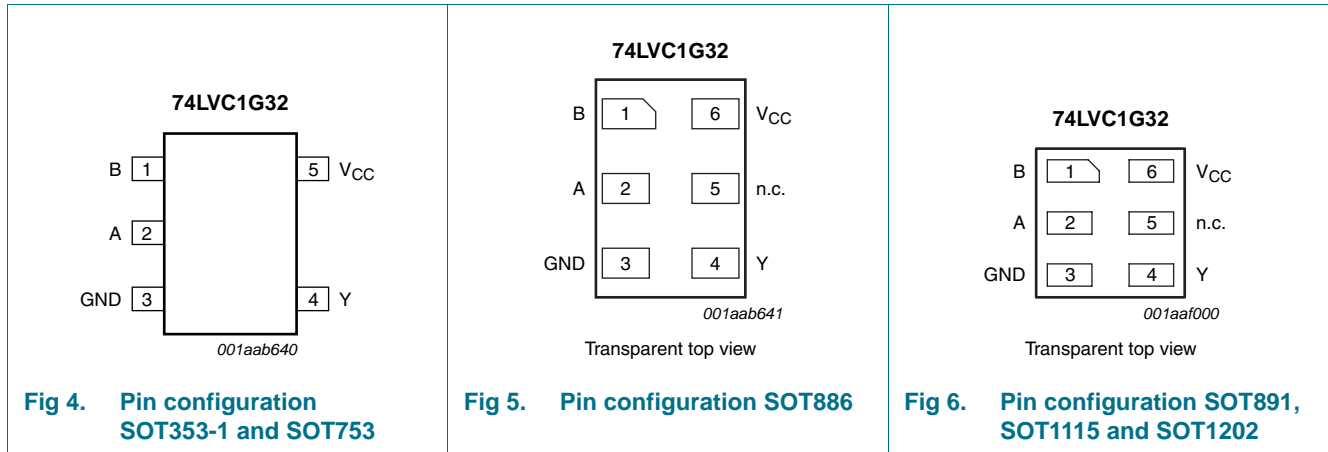 74LVC1G32
B 1
5 VCC
A 2
GND 3
4 Y
001aab640
Fig 4. Pin configuration
SOT353-1 and SOT753
74LVC1G32
B 1 6 VCC
A 2 5 n.c.
GND 3 4 Y
001aab641
Transparent top view
Fig 5. Pin configuration SOT886
74LVC1G32
B 1 6 VCC
A 2 5 n.c.
GND 3 4 Y
001aaf000
Transparent top view
Fig 6. Pin configuration SOT891,
SOT1115 and SOT1202